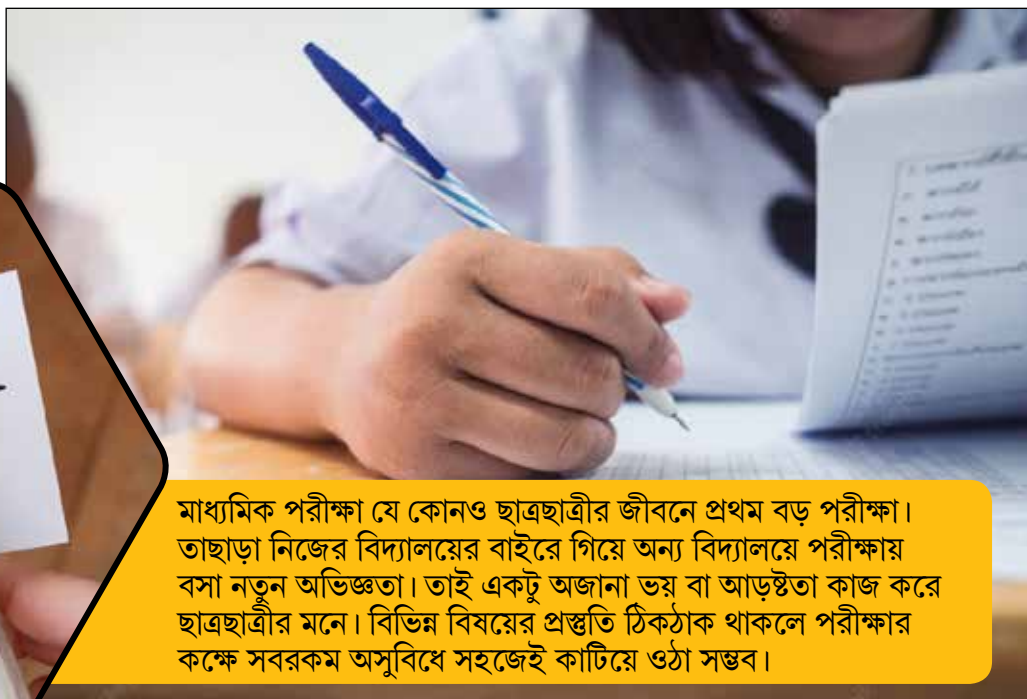 মাধ্যমিক পরীক্ষা যে কোনও ছাত্রছাত্রীর জীবনে প্রথম বড় পরীক্ষা।
তাছাড়া নিজের বিদ্যালয়ের বাইরে গিয়ে অন্য বিদ্যালয়ে পরীক্ষায়
বসা নতুন অভিজ্ঞতা। তাই একটু অজানা ভয় বা আড়ষ্টতা কাজ করে
ছাত্রছাত্রীর মনে। বিভিন্ন বিষয়ের প্রস্তুতি ঠিকঠাক থাকলে পরীক্ষার
কক্ষে সবরকম অসুবিধে সহজেই কাটিয়ে ওঠা সম্ভব।